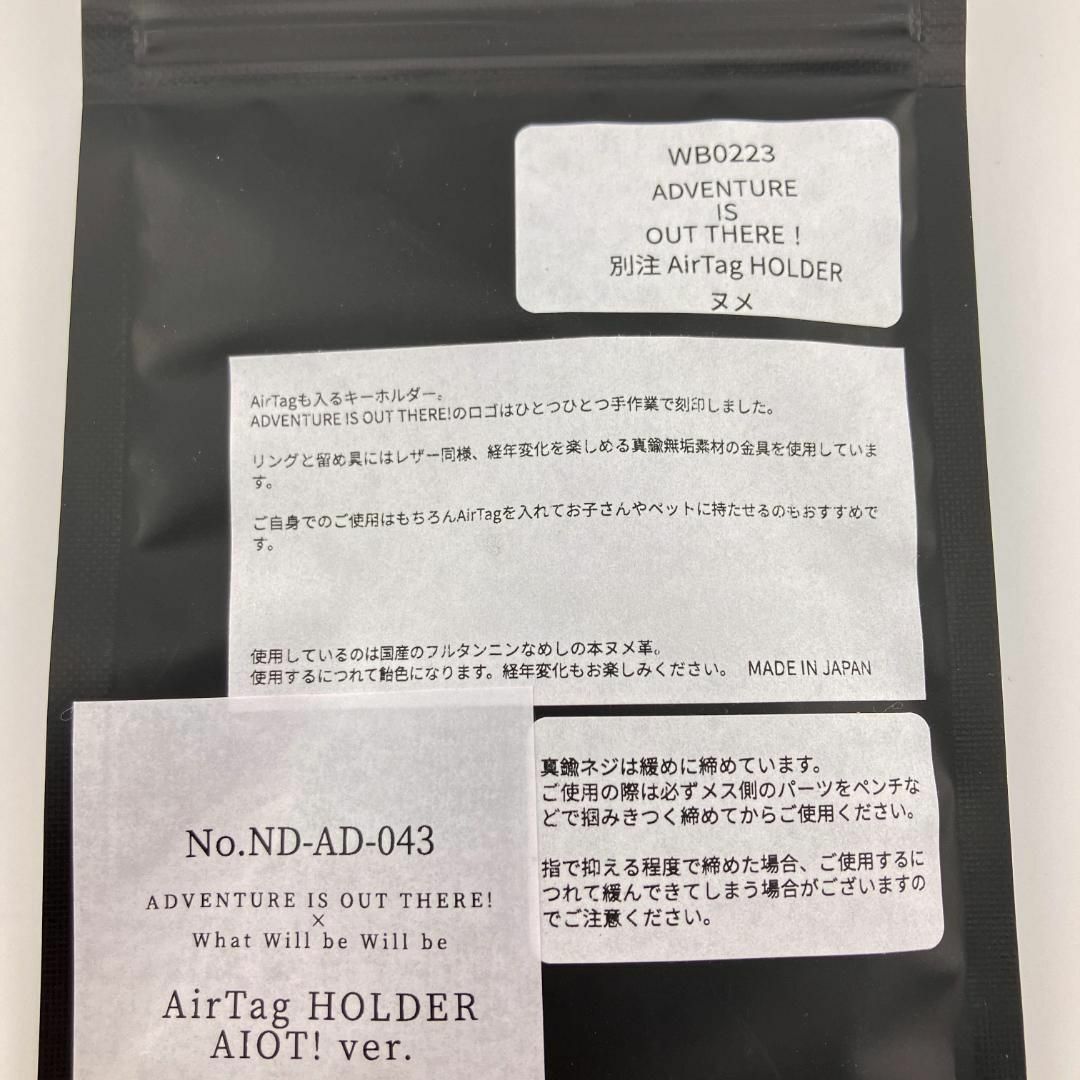 WB0223
ADVENTURE
IS
OUT THERE！
別注 AirTag HOLDER
ヌメ
AirTagも入るキーホルダー。
ADVENTURE IS OUT THERE!のロゴはひとつひとつ手作業で刻印しました。
リングと留め具にはレザー同様、経年変化を楽しめる真鍮無垢素材の金具を使用していま
す。
ご自身でのご使用はもちろんAirTagを入れてお子さんやペットに持たせるのもおすすめで
す。
使用しているのは国産のフルタンニンなめしの本ヌメ革。
使用するにつれて飴色になります。経年変化もお楽しみください。 MADE IN JAPAN
真鍮ネジは緩めに締めています。
ご使用の際は必ずメス側のパーツをペンチな
どで掴みきつく締めてからご使用ください。
指で抑える程度で締めた場合、ご使用するに
つれて緩んできてしまう場合がございますの
でご注意ください。
No.ND-AD-043
ADVENTURE IS OUT THERE!
×
What Will be Will be
AirTag HOLDER
AIOT! ver.